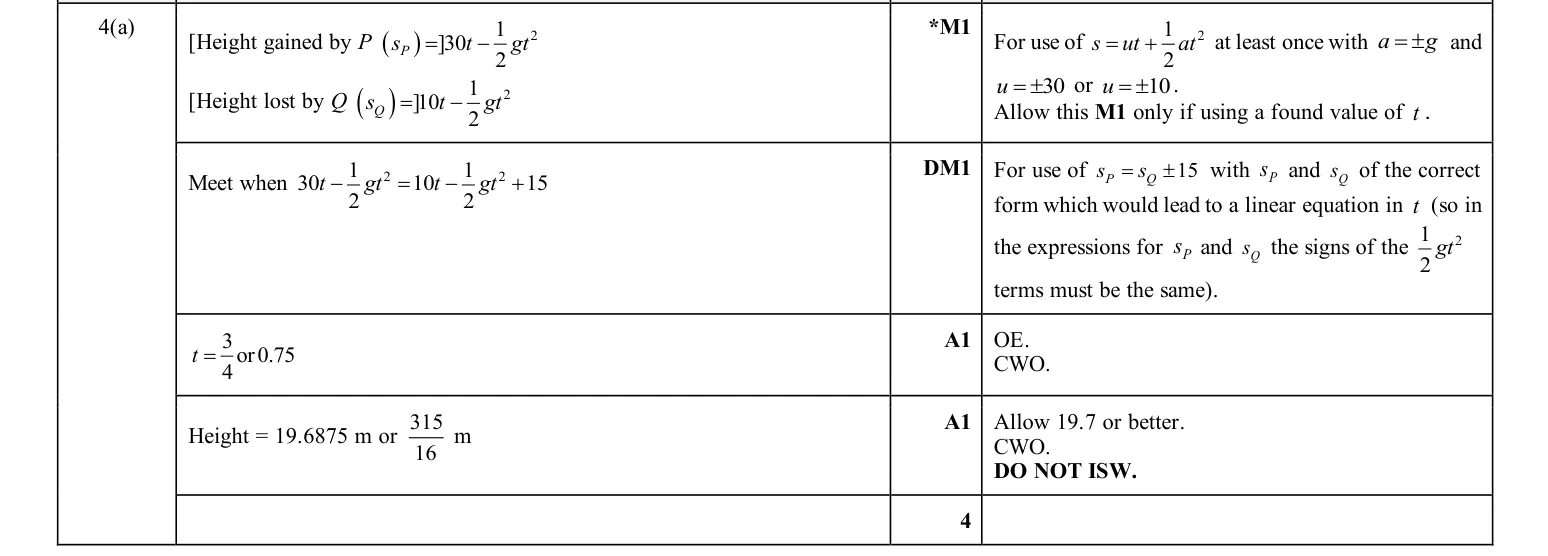 4(a)
[Height gained by P (s_P)=]30t − 1/2 gt²
[Height lost by Q (s_Q)=]10t − 1/2 gt²
*M1
For use of s = ut + 1/2 at² at least once with a = ±g and
u = ±30 or u = ±10.
Allow this M1 only if using a found value of t.
Meet when 30t − 1/2 gt² = 10t − 1/2 gt² + 15
DM1
For use of s_P = s_Q ± 15 with s_P and s_Q of the correct
form which would lead to a linear equation in t (so in
the expressions for s_P and s_Q the signs of the 1/2 gt²
terms must be the same).
t = 3/4 or 0.75
A1
OE.
CWO.
Height = 19.6875 m or 315/16 m
A1
Allow 19.7 or better.
CWO.
DO NOT ISW.
4